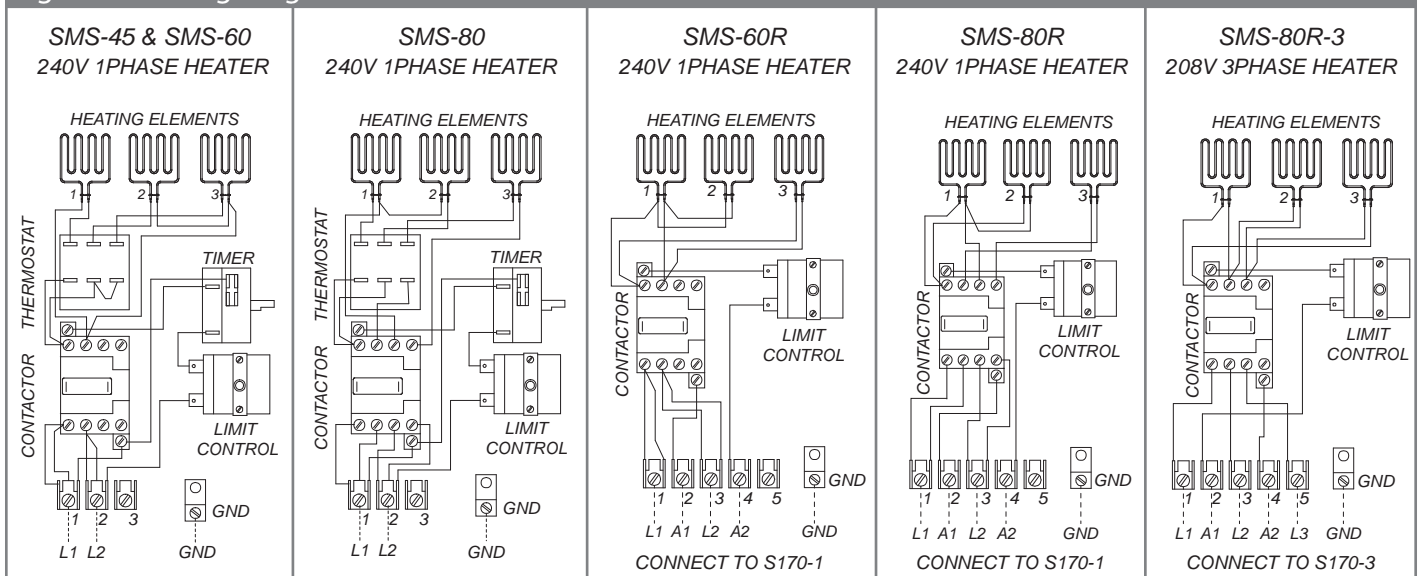 SMS-45 & SMS-60
240V 1PHASE HEATER
HEATING ELEMENTS
1 2 3
THERMOSTAT
TIMER
CONTACTOR
LIMIT
CONTROL
1 2 3
GND
L1 L2 GND
SMS-80
240V 1PHASE HEATER
HEATING ELEMENTS
1 2 3
THERMOSTAT
TIMER
CONTACTOR
LIMIT
CONTROL
1 2 3
GND
L1 L2 GND
SMS-60R
240V 1PHASE HEATER
HEATING ELEMENTS
1 2 3
CONTACTOR
LIMIT
CONTROL
1 2 3 4 5
GND
L1 A1 L2 A2 GND
CONNECT TO S170-1
SMS-80R
240V 1PHASE HEATER
HEATING ELEMENTS
1 2 3
CONTACTOR
LIMIT
CONTROL
1 2 3 4 5
GND
L1 A1 L2 A2 GND
CONNECT TO S170-1
SMS-80R-3
208V 3PHASE HEATER
HEATING ELEMENTS
1 2 3
CONTACTOR
LIMIT
CONTROL
1 2 3 4 5
GND
L1 A1 L2 A2 L3 GND
CONNECT TO S170-3